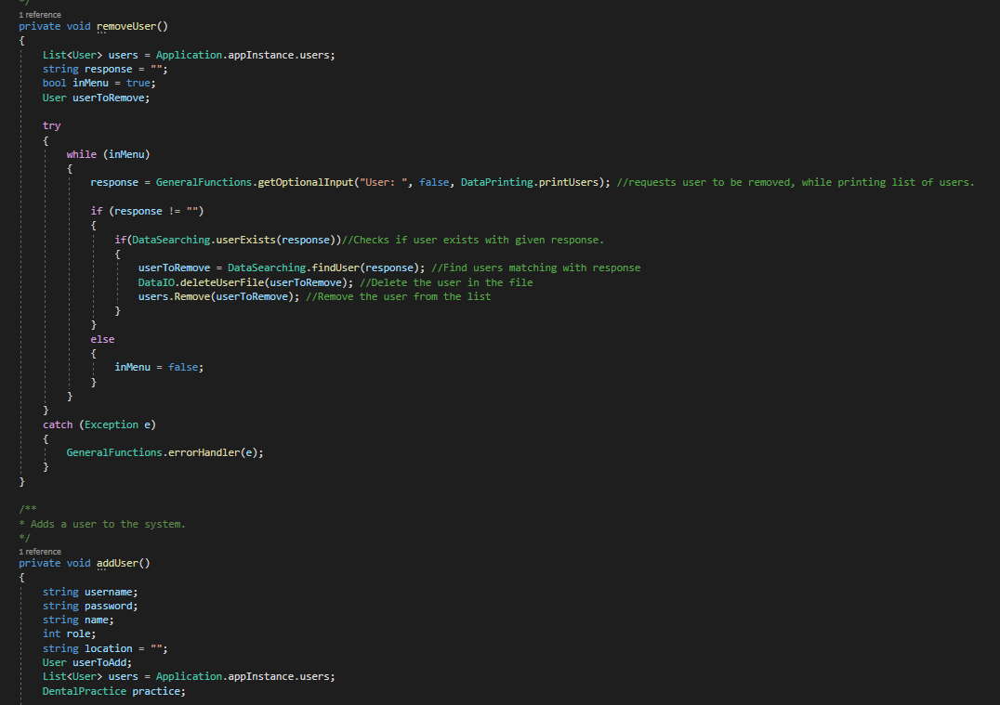 */
1 reference
private void removeUser()
{
List<User> users = Application.appInstance.users;
string response = "";
bool inMenu = true;
User userToRemove;
try
{
while (inMenu)
{
response = GeneralFunctions.getOptionalInput("User: ", false, DataPrinting.printUsers); //requests user to be removed, while printing list of users.
if (response != "")
{
if(DataSearching.userExists(response))//Checks if user exists with given response.
{
userToRemove = DataSearching.findUser(response); //Find users matching with response
DataIO.deleteUserFile(userToRemove); //Delete the user in the file
users.Remove(userToRemove); //Remove the user from the list
}
}
else
{
inMenu = false;
}
}
}
catch (Exception e)
{
GeneralFunctions.errorHandler(e);
}
}
/**
* Adds a user to the system.
*/
1 reference
private void addUser()
{
string username;
string password;
string name;
int role;
string location = "";
User userToAdd;
List<User> users = Application.appInstance.users;
DentalPractice practice;